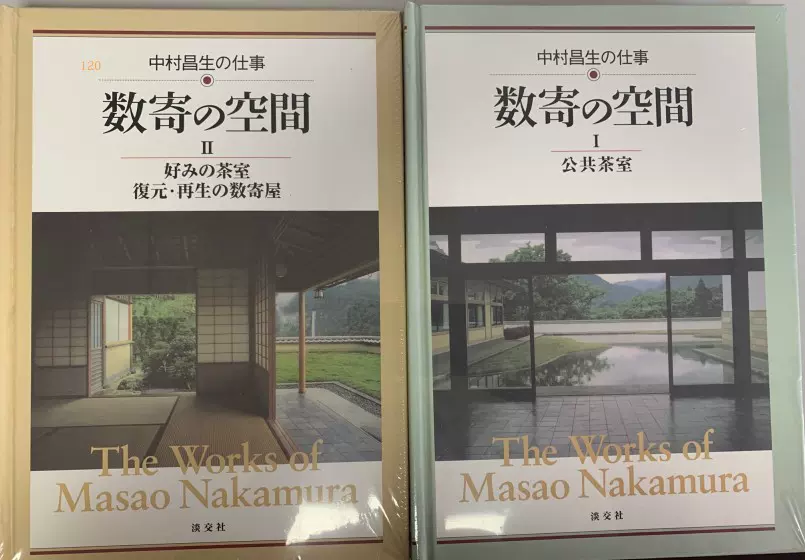 120
中村昌生の仕事
数寄の空間
II
好みの茶室
復元・再生の数寄屋
The Works of
Masao Nakamura
淡交社
中村昌生の仕事
数寄の空間
I
公共茶室
The Works of
Masao Nakamura
淡交社